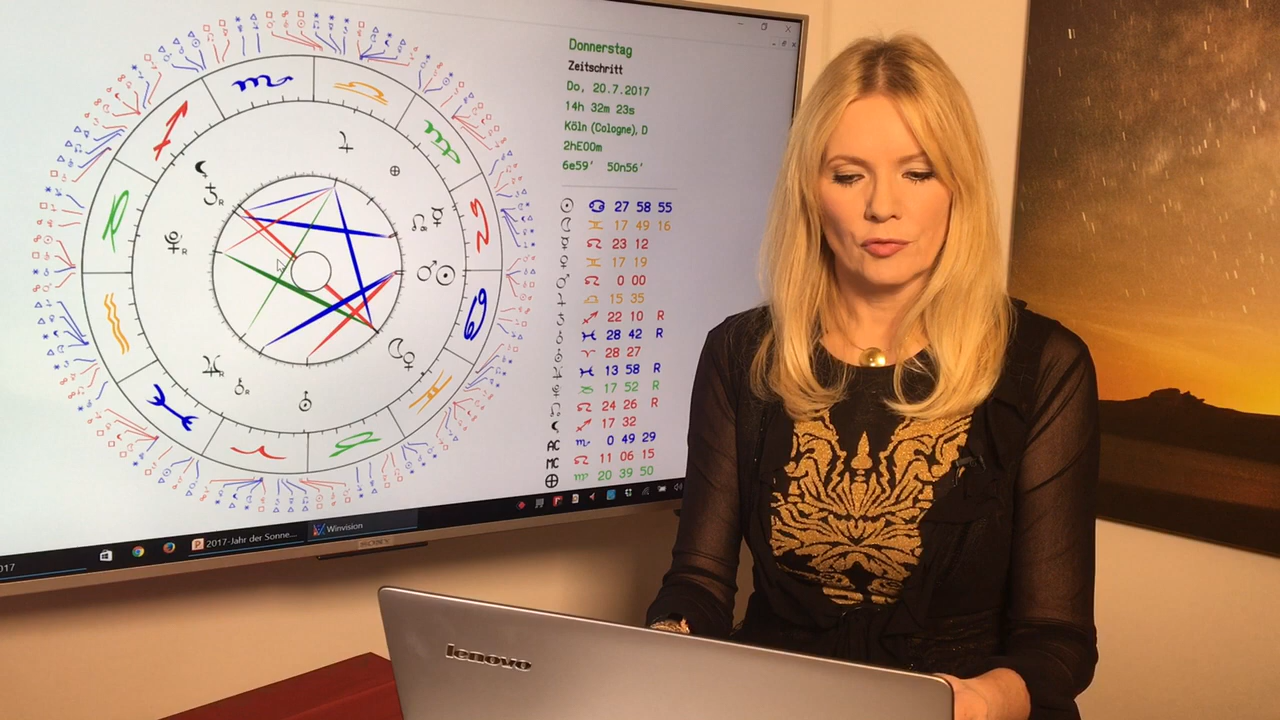 Donnerstag
Zeitschritt
Do, 20.7.2017
14h 32m 23s
Köln (Cologne), D
2hE00m
6e59' 50n56'
☉ ♋ 27 58 55
☾ ♊ 17 49 16
☿ ♌ 23 12
♀ ♊ 17 19
♂ ♌ 0 00
♃ ♎ 15 35
♄ ♐ 22 10 R
♅ ♓ 28 42 R
♁ ♈ 28 27
♓ 13 58 R
17 52 R
☊ ♌ 24 26 R
♐ 17 32
AC ♏ 0 49 29
MC ♌ 11 06 15
⊕ ♍ 20 39 50
017
2017-Jahr der Sonne...
Winvision
SONY
lenovo